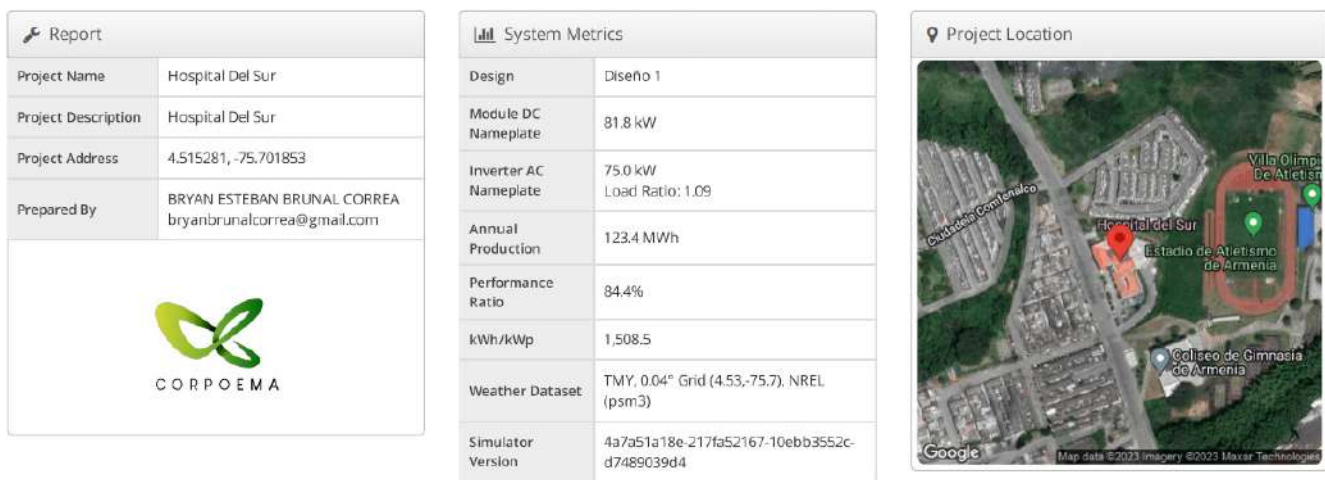 Report
Project Name Hospital Del Sur
Project Description Hospital Del Sur
Project Address 4.515281, -75.701853
Prepared By BRYAN ESTEBAN BRUNAL CORREA
bryanbrunalcorrea@gmail.com
CORPOEMA
System Metrics
Design Diseño 1
Module DC
Nameplate 81.8 kW
Inverter AC
Nameplate 75.0 kW
Load Ratio: 1.09
Annual
Production 123.4 MWh
Performance
Ratio 84.4%
kWh/kWp 1,508.5
Weather Dataset TMY, 0.04° Grid (4.53,-75.7), NREL
(psm3)
Simulator
Version 4a7a51a18e-217fa52167-10ebb3552c-
d7489039d4
Project Location
Villa Olimpi
De Atletism
Ciudadela Comfenalco
Hospital del Sur
Estadio de Atletismo
de Armenia
Coliseo de Gimnasia
de Armenia
Google
Map data ©2023 Imagery ©2023 Maxar Technologies